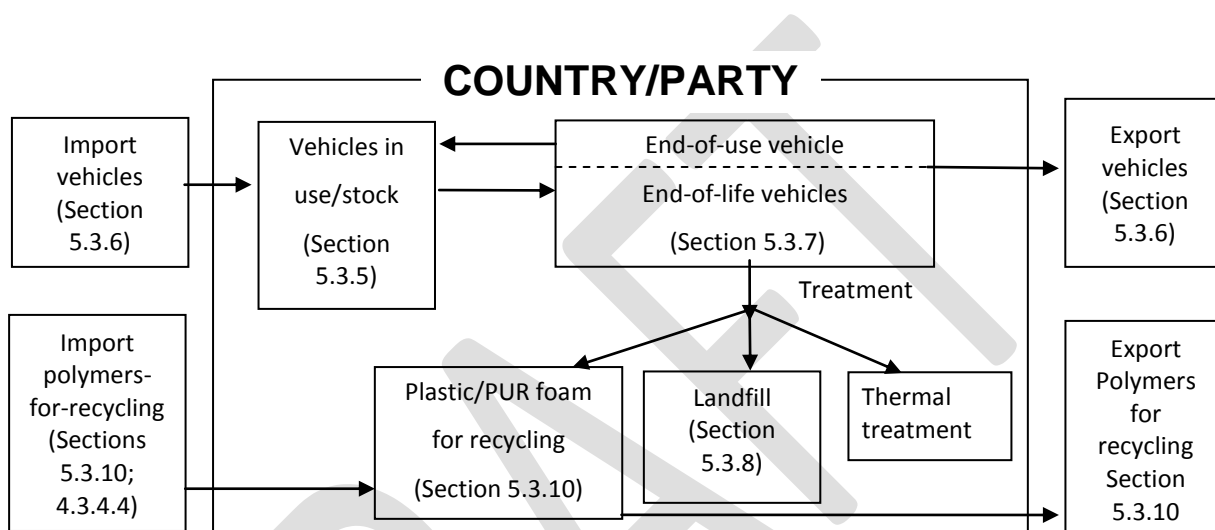 COUNTRY/PARTY
Import
vehicles
(Section
5.3.6)
Vehicles in
use/stock
(Section
5.3.5)
End-of-use vehicle
End-of-life vehicles
(Section 5.3.7)
Export
vehicles
(Section
5.3.6)
Treatment
Import
polymers-
for-recycling
(Sections
5.3.10;
4.3.4.4)
Plastic/PUR foam
for recycling
(Section 5.3.10)
Landfill
(Section
5.3.8)
Thermal
treatment
Export
Polymers
for
recycling
Section
5.3.10